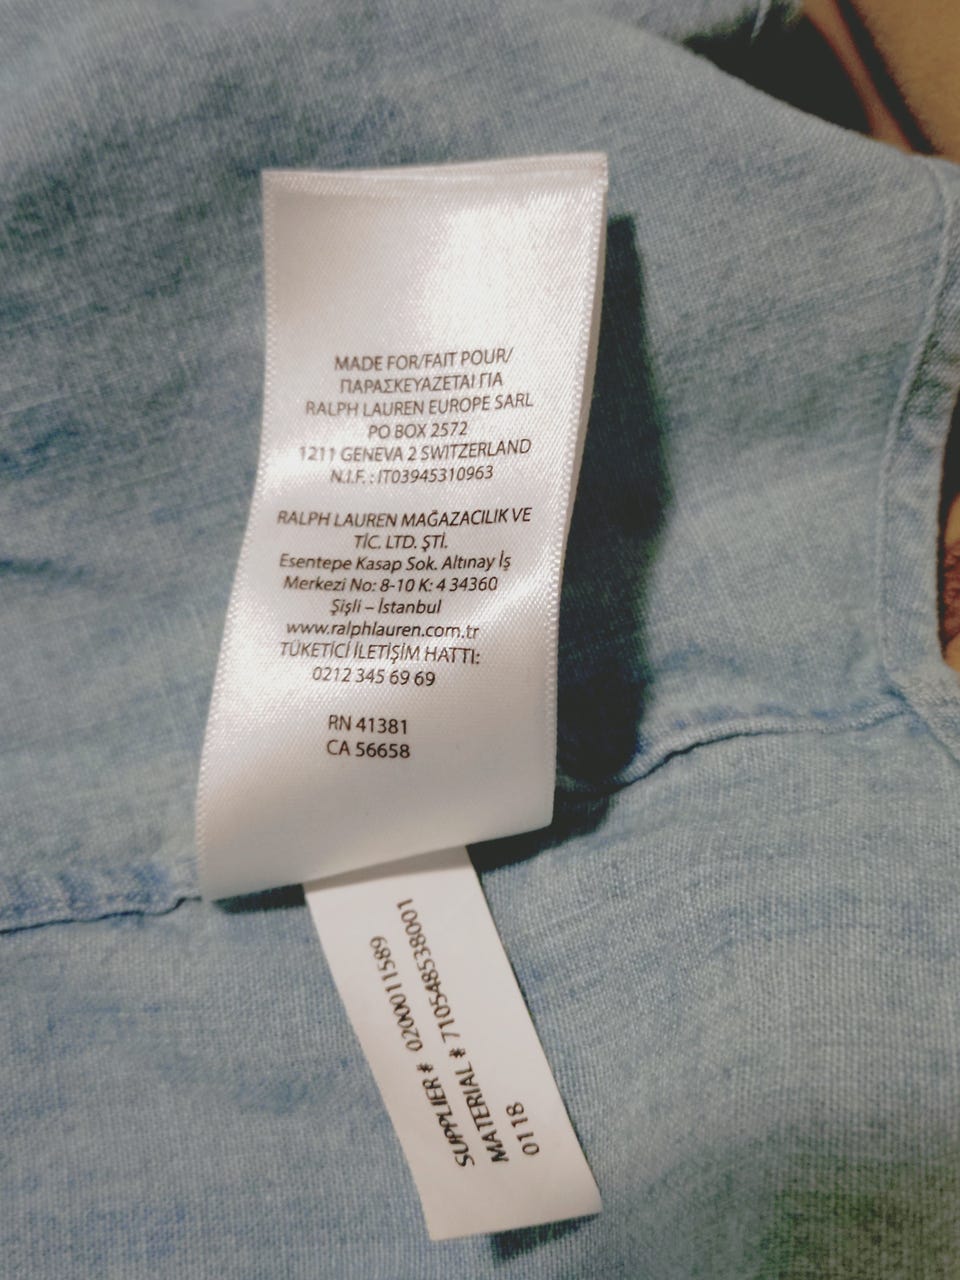 MADE FOR/FAIT POUR/
ΠΑΡΑΣΚΕΥΑΖΕΤΑΙ ΓΙΑ
RALPH LAUREN EUROPE SARL
PO BOX 2572
1211 GENEVA 2 SWITZERLAND
N.I.F. : IT03945310963
RALPH LAUREN MAĞAZACILIK VE
TİC. LTD. ŞTİ.
Esentepe Kasap Sok. Altınay İş
Merkezi No: 8-10 K: 4 34360
Şişli – İstanbul
www.ralphlauren.com.tr
TÜKETİCİ İLETİŞİM HATTI:
0212 345 69 69
RN 41381
CA 56658
SUPPLIER # 0200011589
MATERIAL # 710548538001
0118